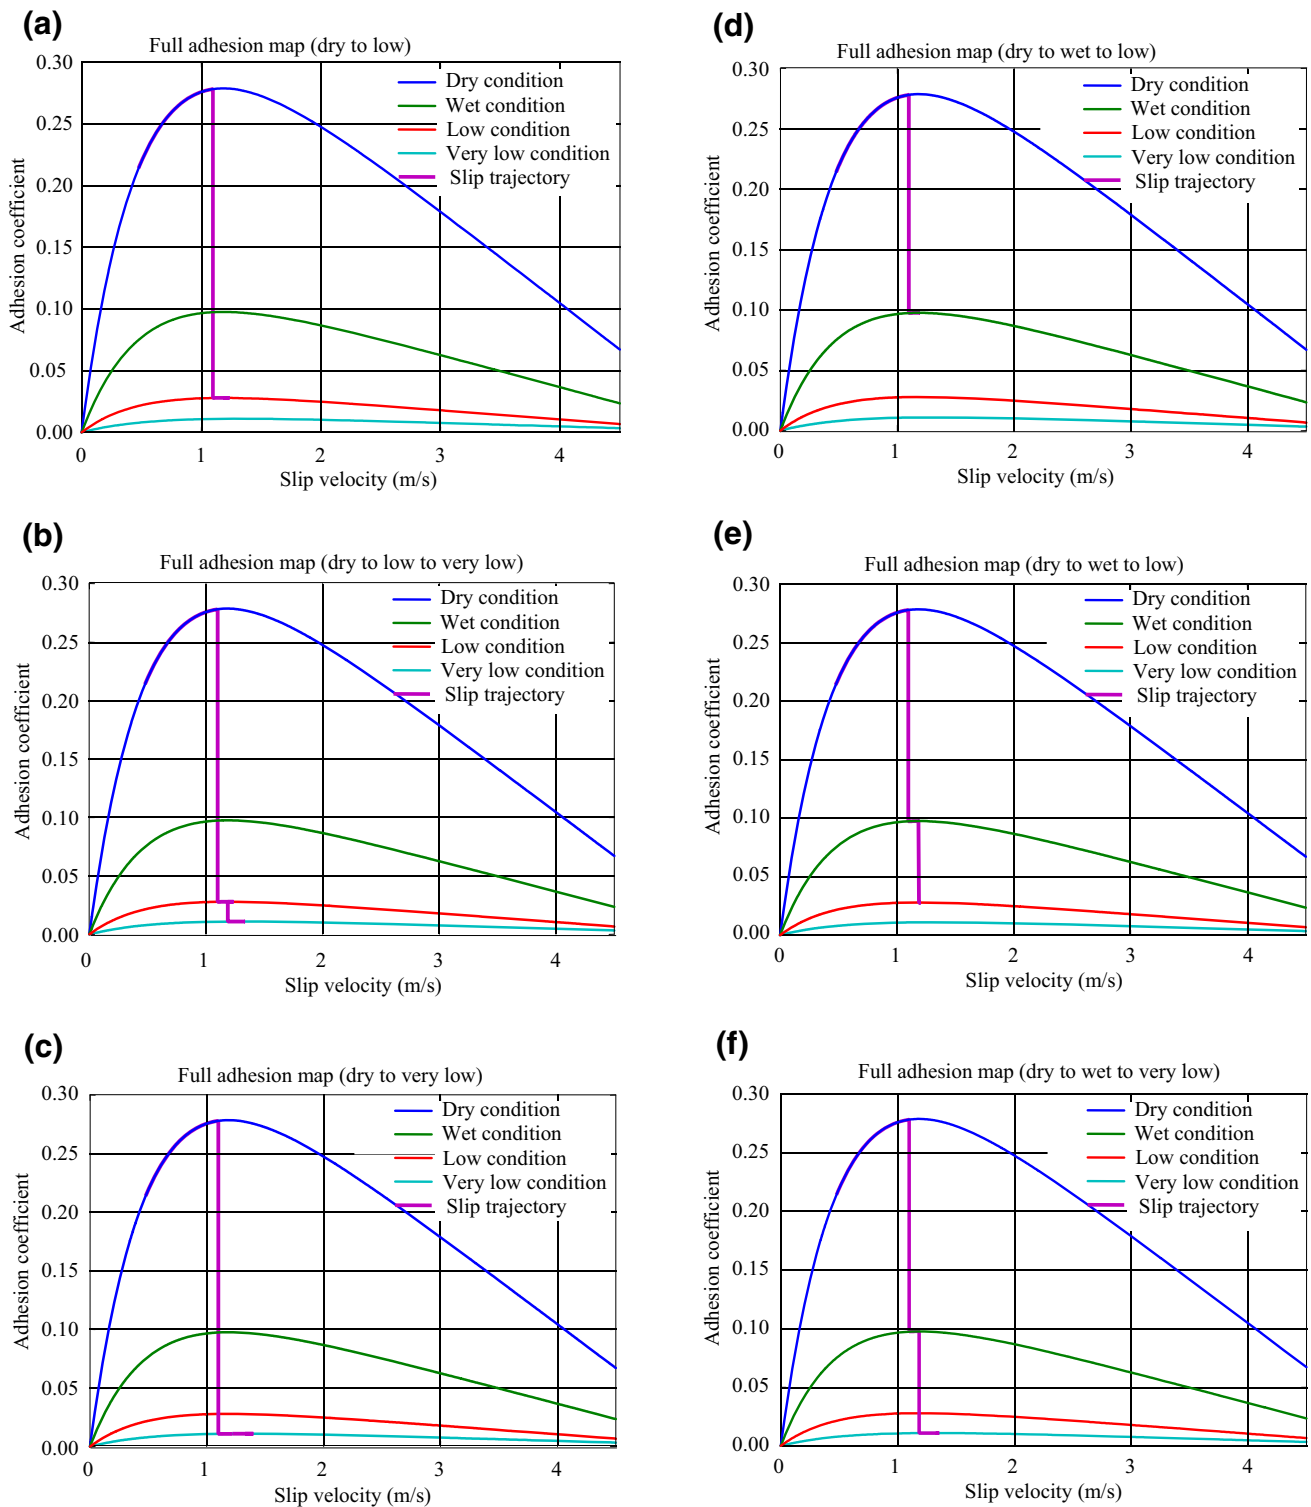 (a)
Full adhesion map (dry to low)
0.30
0.25
0.20
0.15
0.10
0.05
0.00
Adhesion coefficient
Dry condition
Wet condition
Low condition
Very low condition
Slip trajectory
0 1 2 3 4
Slip velocity (m/s)
(b)
Full adhesion map (dry to low to very low)
0.30
0.25
0.20
0.15
0.10
0.05
0.00
Adhesion coefficient
Dry condition
Wet condition
Low condition
Very low condition
Slip trajectory
0 1 2 3 4
Slip velocity (m/s)
(c)
Full adhesion map (dry to very low)
0.30
0.25
0.20
0.15
0.10
0.05
0.00
Adhesion coefficient
Dry condition
Wet condition
Low condition
Very low condition
Slip trajectory
0 1 2 3 4
Slip velocity (m/s)
(d)
Full adhesion map (dry to wet to low)
0.30
0.25
0.20
0.15
0.10
0.05
0.00
Adhesion coefficient
Dry condition
Wet condition
Low condition
Very low condition
Slip trajectory
0 1 2 3 4
Slip velocity (m/s)
(e)
Full adhesion map (dry to wet to low)
0.30
0.25
0.20
0.15
0.10
0.05
0.00
Adhesion coefficient
Dry condition
Wet condition
Low condition
Very low condition
Slip trajectory
0 1 2 3 4
Slip velocity (m/s)
(f)
Full adhesion map (dry to wet to very low)
0.30
0.25
0.20
0.15
0.10
0.05
0.00
Adhesion coefficient
Dry condition
Wet condition
Low condition
Very low condition
Slip trajectory
0 1 2 3 4
Slip velocity (m/s)